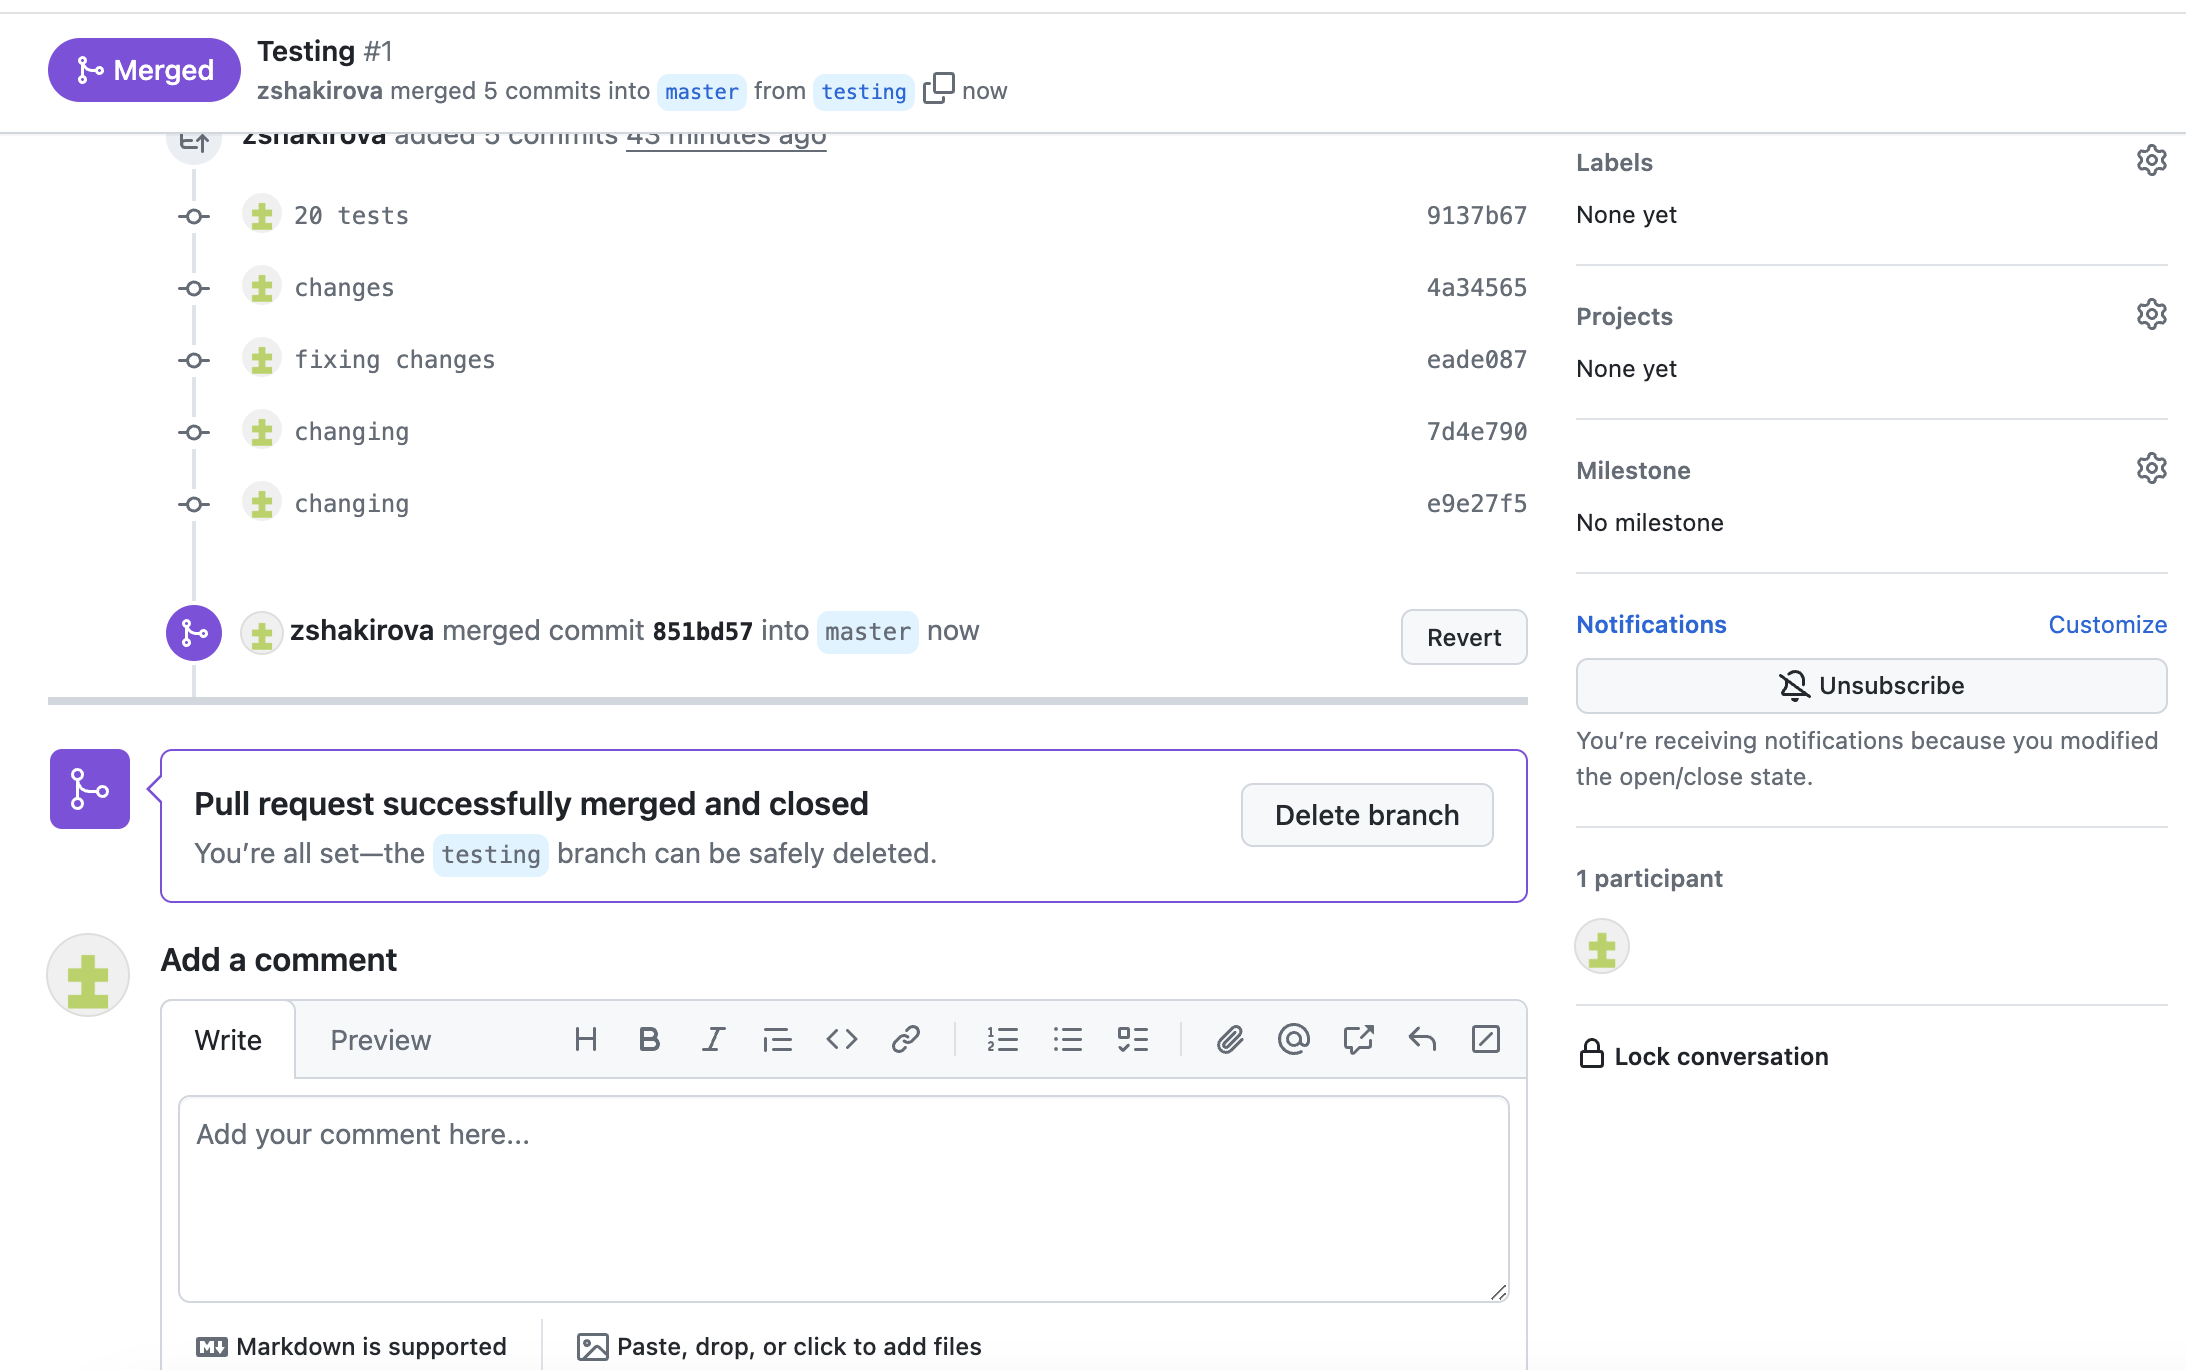 Merged
Testing #1
zshakirova merged 5 commits into master from testing now
zshakirova added 5 commits 43 minutes ago
20 tests 9137b67
changes 4a34565
fixing changes eade087
changing 7d4e790
changing e9e27f5
zshakirova merged commit 851bd57 into master now
Revert
Pull request successfully merged and closed
You’re all set—the testing branch can be safely deleted.
Delete branch
Add a comment
Write Preview
Add your comment here...
Markdown is supported
Paste, drop, or click to add files
Labels
None yet
Projects
None yet
Milestone
No milestone
Notifications Customize
Unsubscribe
You’re receiving notifications because you modified
the open/close state.
1 participant
Lock conversation